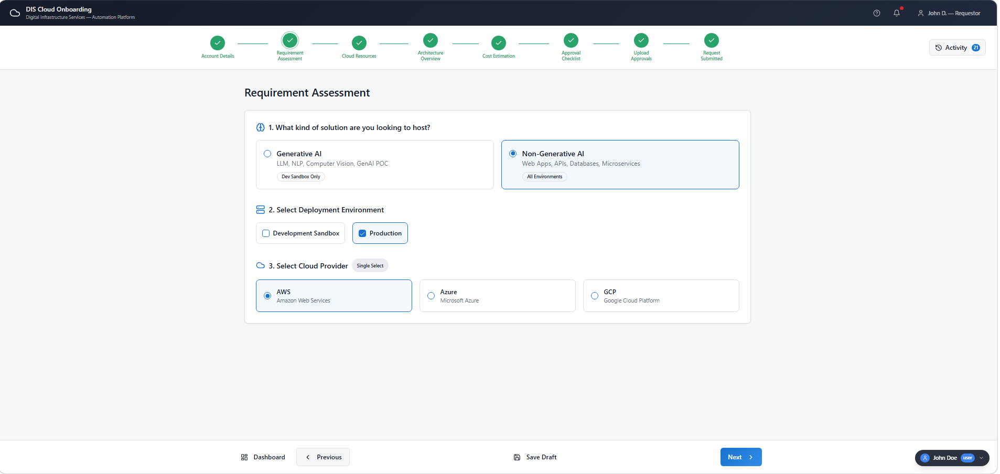 DIS Cloud Onboarding
Digital Infrastructure Services — Automation Platform
John D. — Requestor
Account Details
Requirement
Assessment
Cloud Resources
Architecture
Overview
Cost Estimation
Approval
Checklist
Upload
Approvals
Request
Submitted
Activity 21
Requirement Assessment
1. What kind of solution are you looking to host?
Generative AI
LLM, NLP, Computer Vision, GenAI POC
Dev Sandbox Only
Non-Generative AI
Web Apps, APIs, Databases, Microservices
All Environments
2. Select Deployment Environment
Development Sandbox
Production
3. Select Cloud Provider Single Select
AWS
Amazon Web Services
Azure
Microsoft Azure
GCP
Google Cloud Platform
Dashboard
Previous
Save Draft
Next
John Doe user